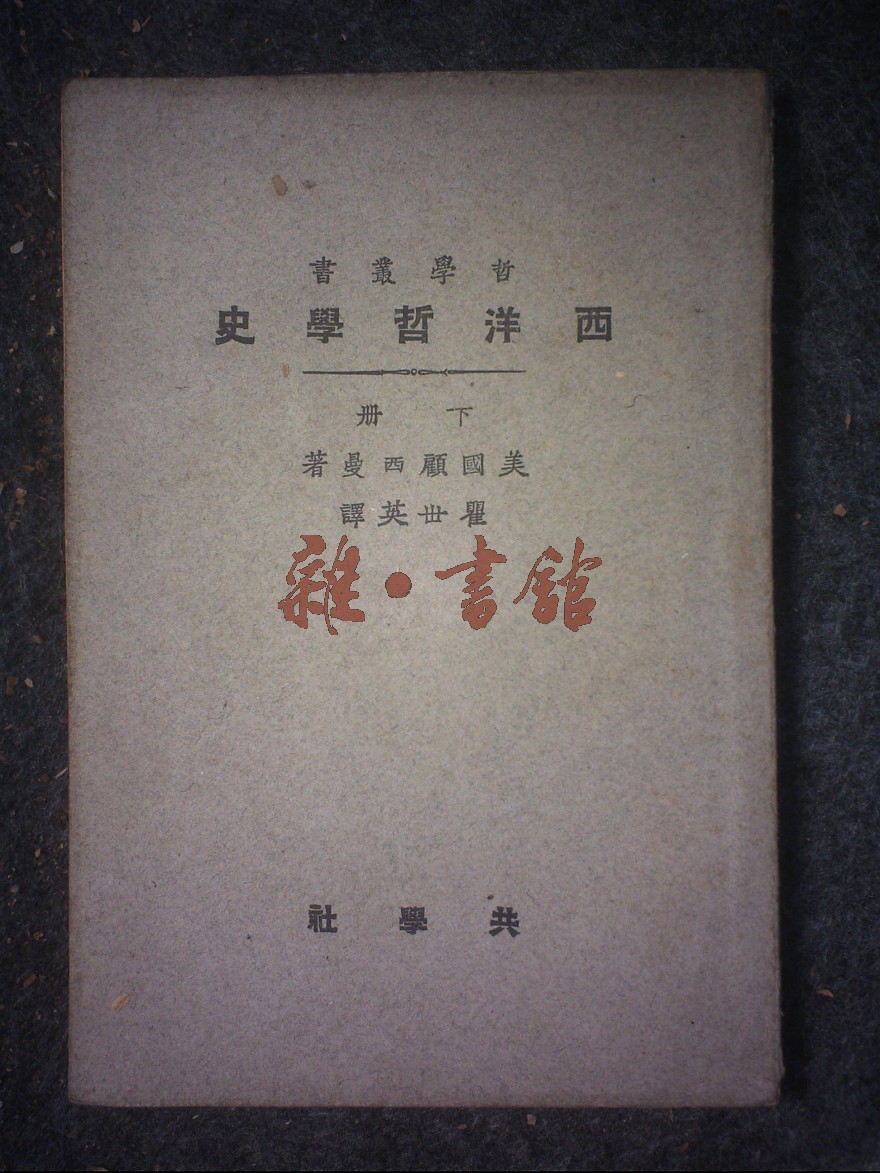 哲學叢書
西洋哲學史
下册
美國顧西曼著
瞿世英譯
雜·書館
共學社